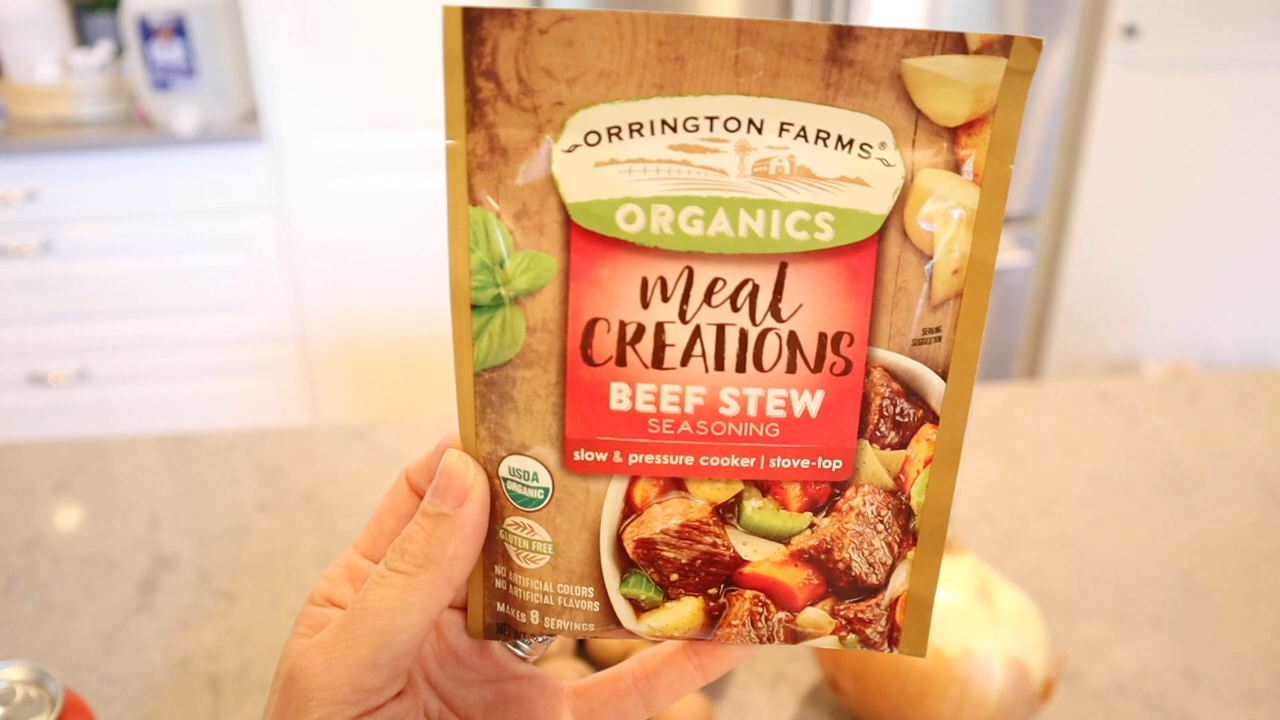 ORRINGTON FARMS®
ORGANICS
meal
CREATIONS
BEEF STEW
SEASONING
slow & pressure cooker | stove-top
SERVING
SUGGESTION
USDA
ORGANIC
GLUTEN FREE
NO ARTIFICIAL COLORS
NO ARTIFICIAL FLAVORS
MAKES 8 SERVINGS